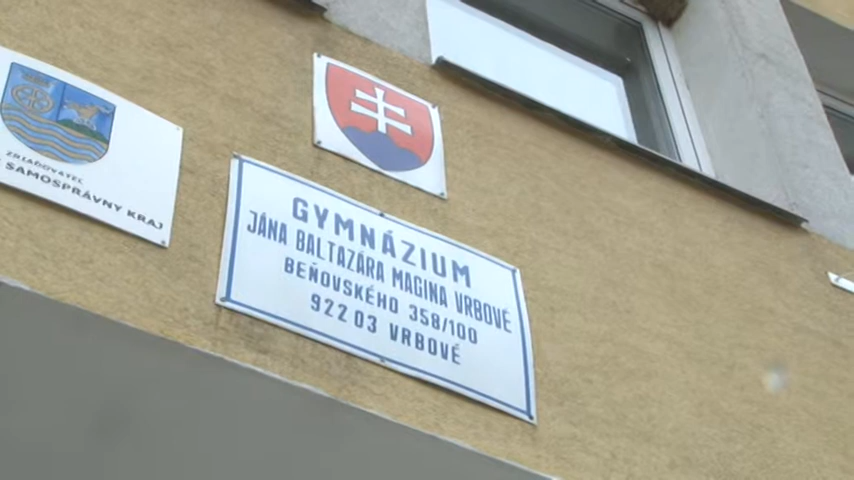 ZRIAĎOVATEĽ
SAMOSPRÁVNY KRAJ
GYMNÁZIUM
JÁNA BALTAZÁRA MAGINA VRBOVÉ
BEŇOVSKÉHO 358/100
922 03 VRBOVÉ